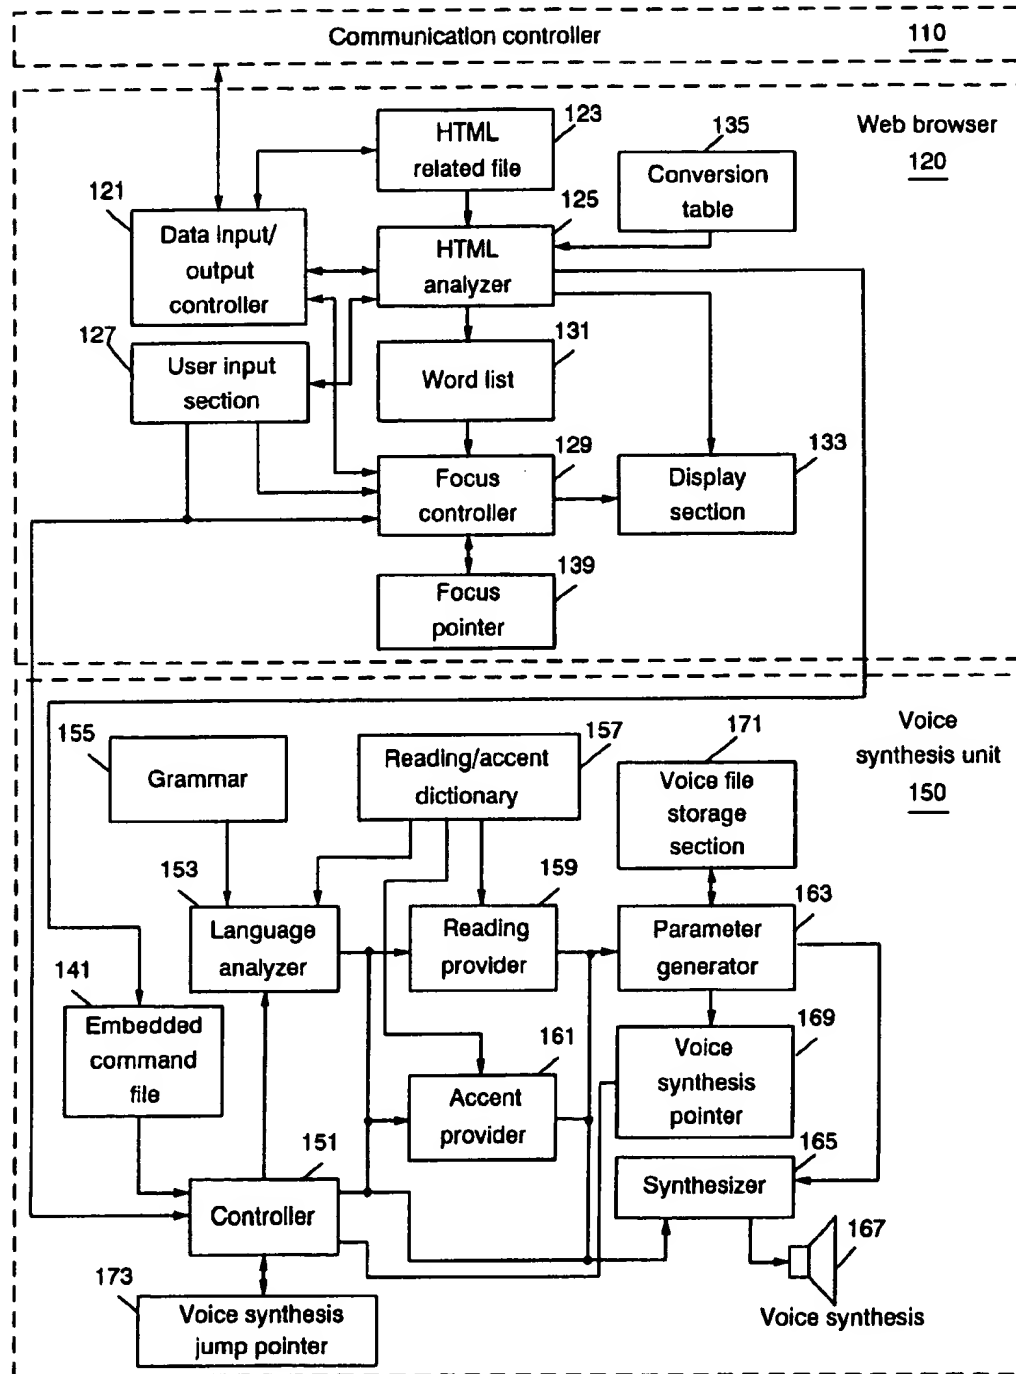 Communication controller
110
123
HTML
related file
135
Conversion
table
Web browser
120
121
Data input/
output
controller
125
HTML
analyzer
127
User input
section
131
Word list
129
Focus
controller
133
Display
section
139
Focus
pointer
155
Grammar
157
Reading/accent
dictionary
171
Voice file
storage
section
Voice
synthesis unit
150
153
Language
analyzer
159
Reading
provider
163
Parameter
generator
141
Embedded
command
file
161
Accent
provider
169
Voice
synthesis
pointer
151
Controller
165
Synthesizer
167
Voice synthesis
173
Voice synthesis
jump pointer